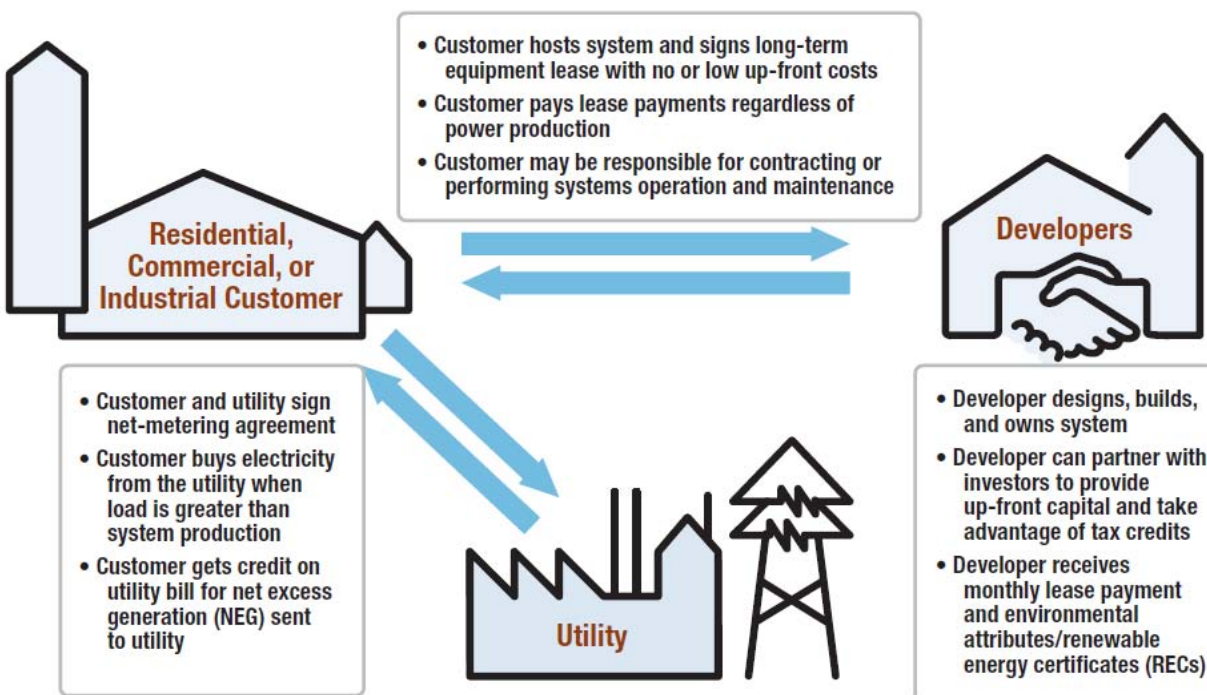 • Customer hosts system and signs long-term
equipment lease with no or low up-front costs
• Customer pays lease payments regardless of
power production
• Customer may be responsible for contracting or
performing systems operation and maintenance
Residential,
Commercial, or
Industrial Customer
Developers
• Customer and utility sign
net-metering agreement
• Customer buys electricity
from the utility when
load is greater than
system production
• Customer gets credit on
utility bill for net excess
generation (NEG) sent
to utility
Utility
• Developer designs, builds,
and owns system
• Developer can partner with
investors to provide
up-front capital and take
advantage of tax credits
• Developer receives
monthly lease payment
and environmental
attributes/renewable
energy certificates (RECs)